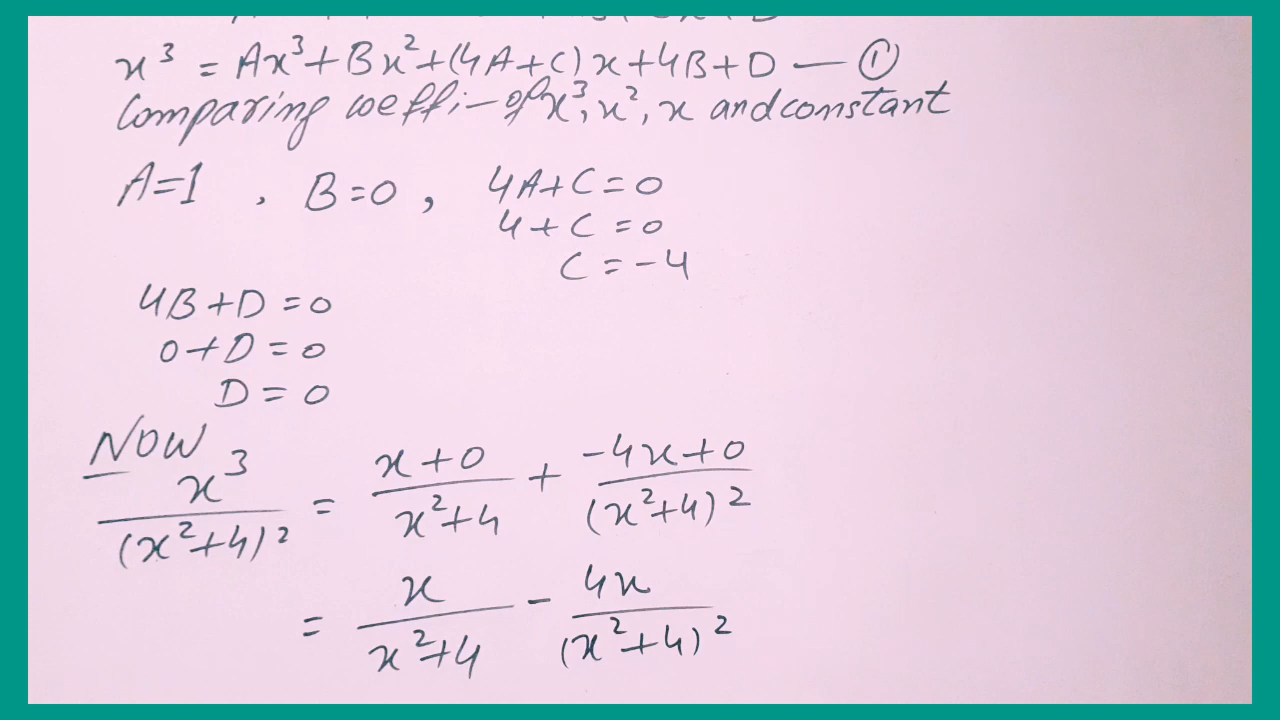 x³ = Ax³+Bx²+(4A+C)x+4B+D — ①
Comparing coeffi:- of x³, x², x and constant
A=1 , B=0 , 4A+C=0
4+C=0
C=-4
4B+D=0
0+D=0
D=0
NOW
x³/(x²+4)² = (x+0)/(x²+4) + (-4x+0)/(x²+4)²
= x/(x²+4) - 4x/(x²+4)²